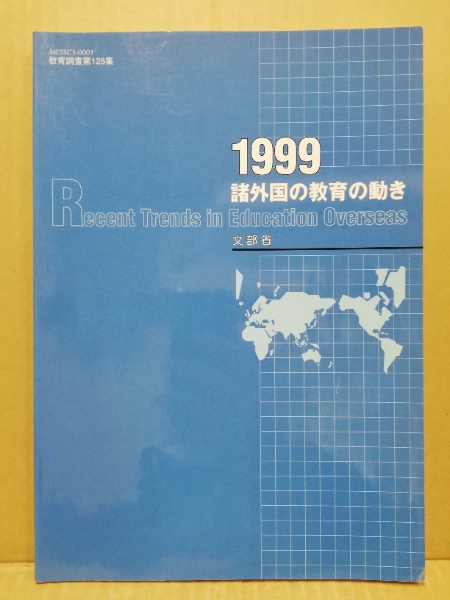 MESSC3-0001
教育調査第125集
1999
諸外国の教育の動き
Recent Trends in Education Overseas
文部省